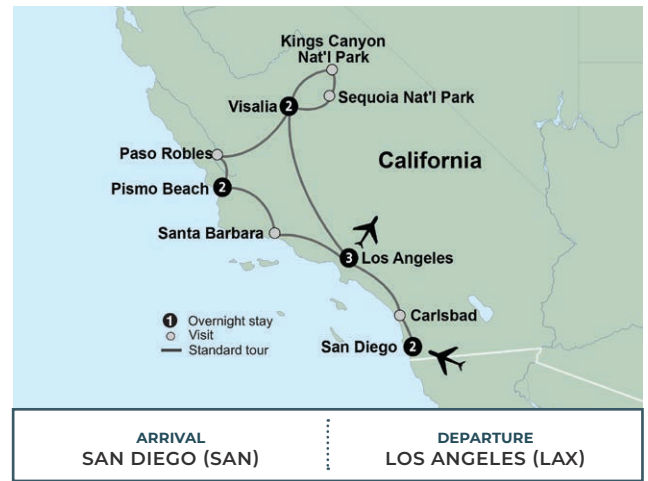 Kings Canyon
Nat'l Park
Sequoia Nat'l Park
Visalia 2
Paso Robles
California
Pismo Beach 2
Santa Barbara
3 Los Angeles
Carlsbad
San Diego 2
1 Overnight stay
Visit
Standard tour
ARRIVAL
SAN DIEGO (SAN)
DEPARTURE
LOS ANGELES (LAX)